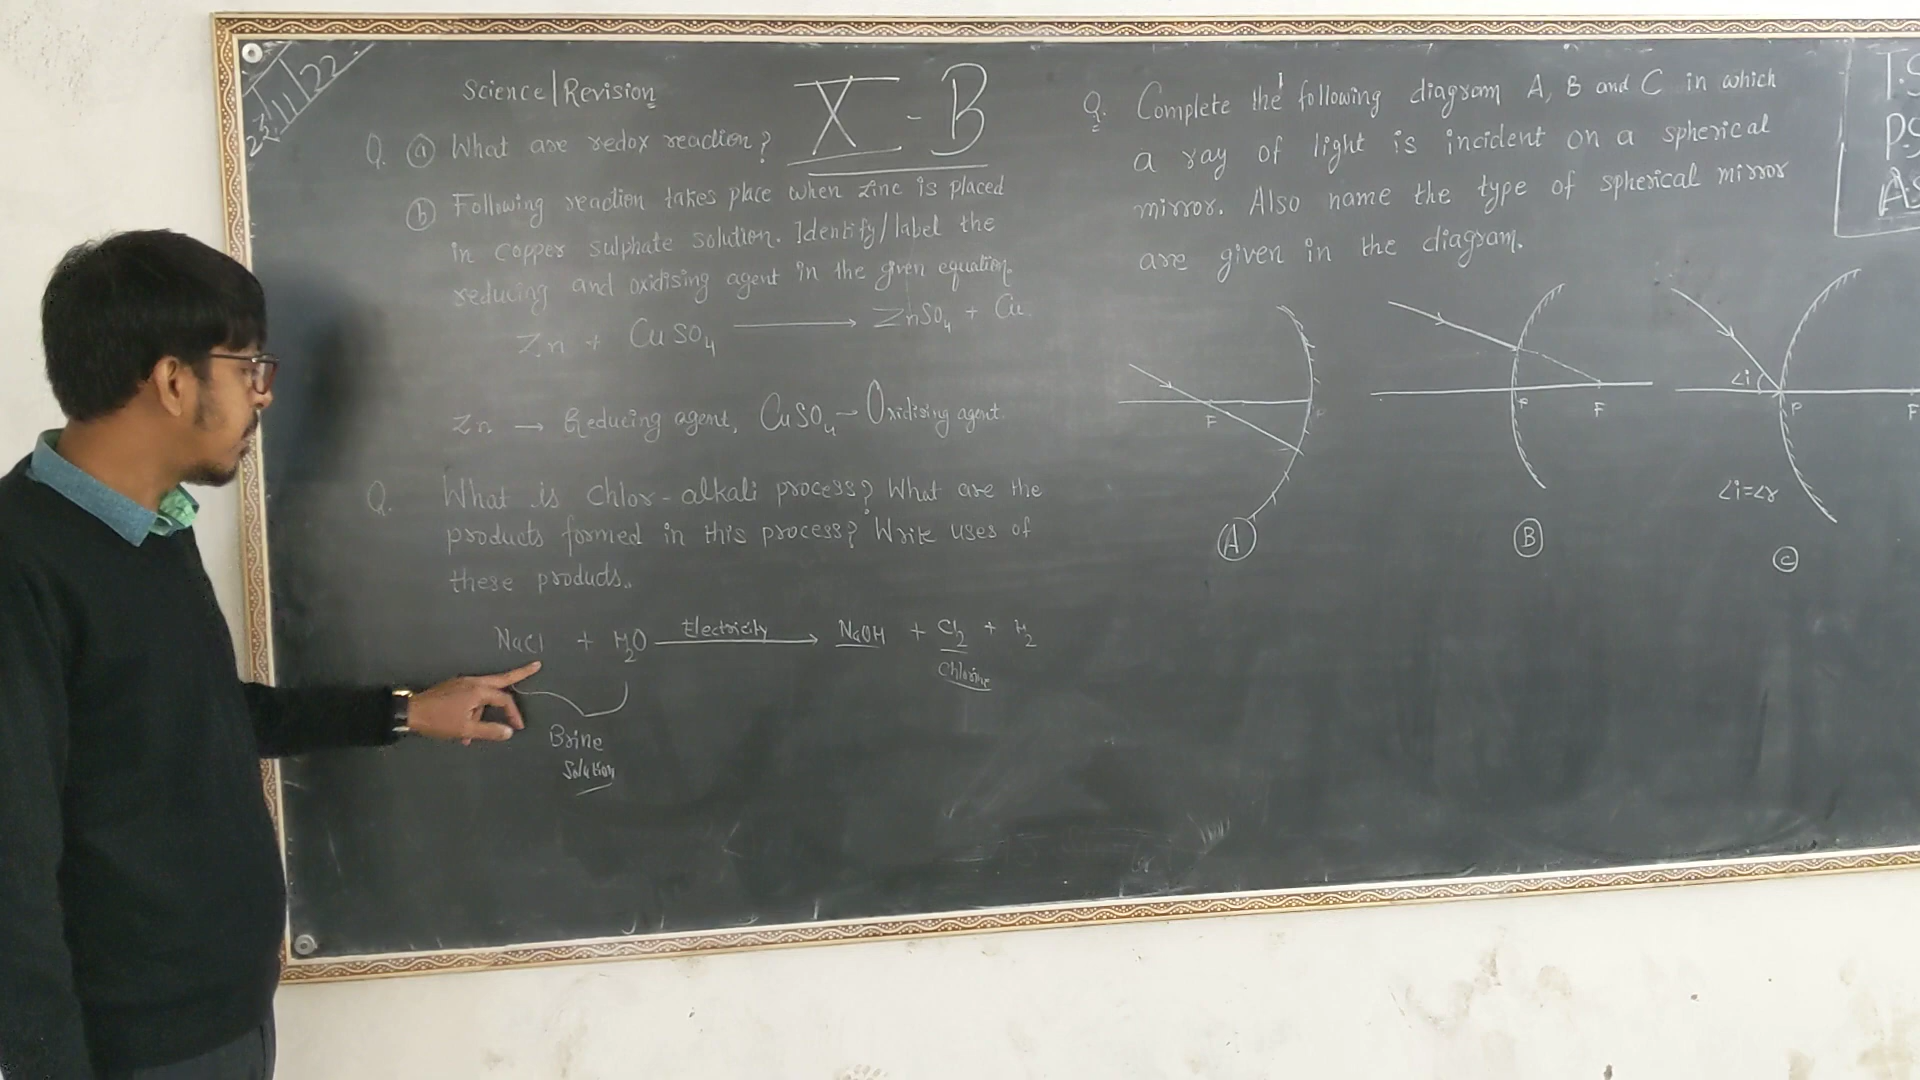 23/11/22
Science/Revision
X - B
Q. (a) What are redox reaction?
(b) Following reaction takes place when zinc is placed
in copper sulphate solution. Identify/label the
reducing and oxidising agent in the given equation.
Zn + CuSO4 ⟶ ZnSO4 + Cu
Zn → Reducing agent, CuSO4 – Oxidising agent.
Q. What is chlor-alkali process? What are the
products formed in this process? Write uses of
these products.
NaCl + H2O Electricity⟶ NaOH + Cl2 + H2
Chlorine
Brine
Solution
Q. Complete the following diagram A, B and C in which
a ray of light is incident on a spherical
mirror. Also name the type of spherical mirror
are given in the diagram.
F
P
(A)
P
F
(B)
∠i
P
F
∠i=∠r
(C)
T.S
P.S
A.S